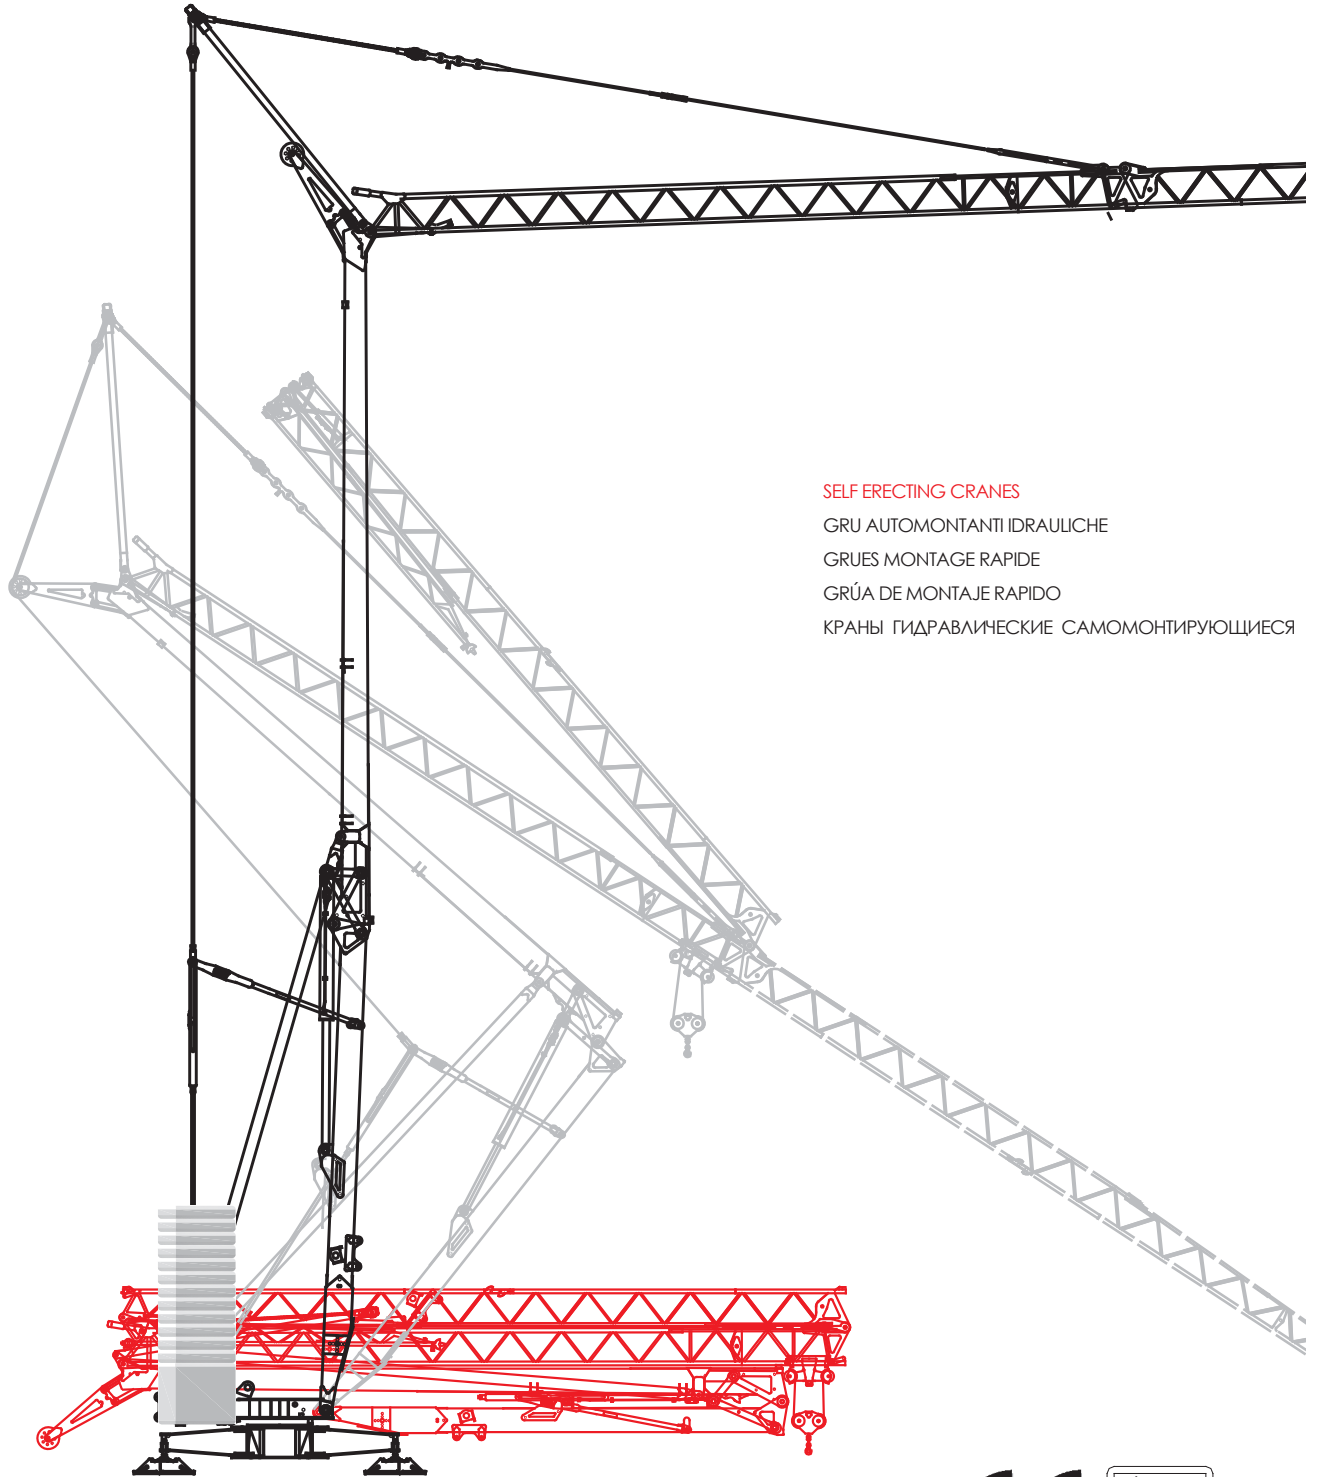 SELF ERECTING CRANES
GRU AUTOMONTANTI IDRAULICHE
GRUES MONTAGE RAPIDE
GRÚA DE MONTAJE RAPIDO
КРАНЫ ГИДРАВЛИЧЕСКИЕ САМОМОНТИРУЮЩИЕСЯ